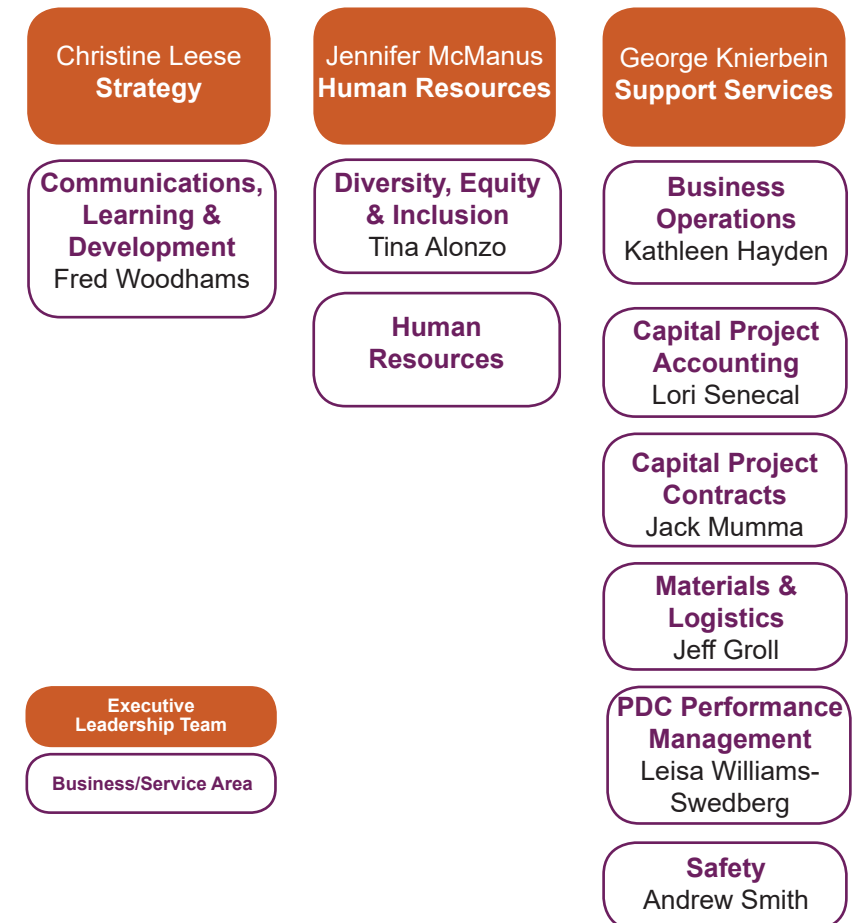 Christine Leese
Strategy
Communications,
Learning &
Development
Fred Woodhams
Jennifer McManus
Human Resources
Diversity, Equity
& Inclusion
Tina Alonzo
Human
Resources
George Knierbein
Support Services
Business
Operations
Kathleen Hayden
Capital Project
Accounting
Lori Senecal
Capital Project
Contracts
Jack Mumma
Materials &
Logistics
Jeff Groll
PDC Performance
Management
Leisa Williams-
Swedberg
Safety
Andrew Smith
Executive
Leadership Team
Business/Service Area